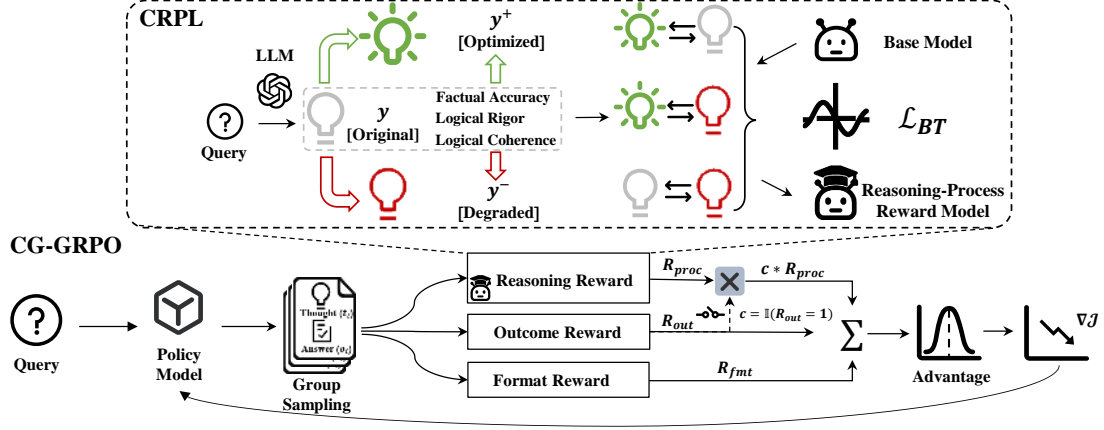 CRPL
LLM
?
Query
y
[Original]
y⁺
[Optimized]
Factual Accuracy
Logical Rigor
Logical Coherence
y⁻
[Degraded]
Base Model
ℒ_BT
Reasoning-Process
Reward Model
CG-GRPO
?
Query
Policy
Model
Thought {t_i}
Answer {o_i}
Group
Sampling
Reasoning Reward
Outcome Reward
Format Reward
R_proc
c * R_proc
R_out
c = 𝕀(R_out = 1)
R_fmt
Σ
Advantage
∇𝒥